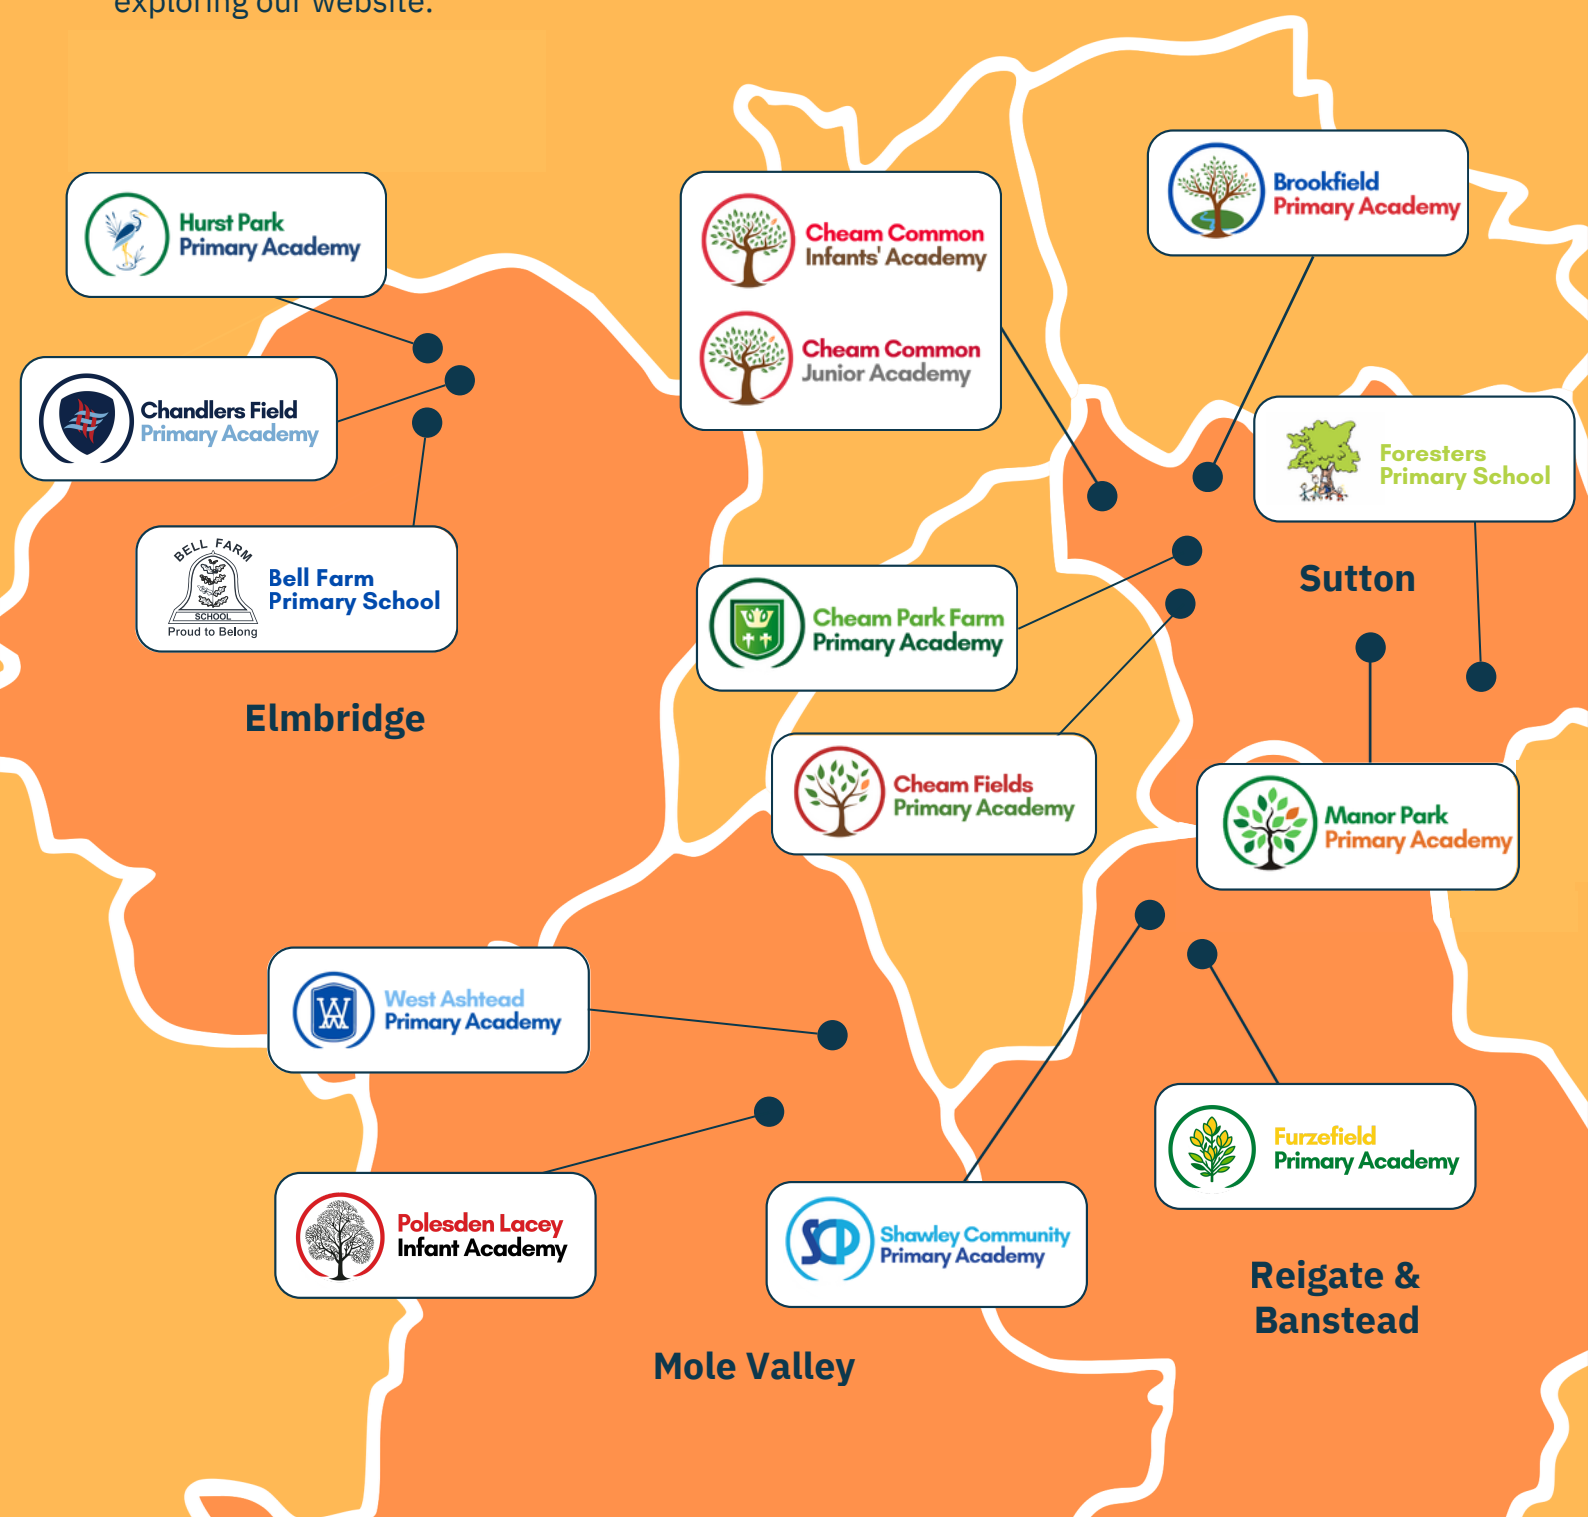 exploring our website.
Brookfield
Primary Academy
Hurst Park
Primary Academy
Cheam Common
Infants' Academy
Cheam Common
Junior Academy
Chandlers Field
Primary Academy
Foresters
Primary School
BELL FARM
SCHOOL
Proud to Belong
Bell Farm
Primary School
Sutton
Cheam Park Farm
Primary Academy
Elmbridge
Cheam Fields
Primary Academy
Manor Park
Primary Academy
West Ashtead
Primary Academy
Furzefield
Primary Academy
Polesden Lacey
Infant Academy
SCP
Shawley Community
Primary Academy
Reigate &
Banstead
Mole Valley